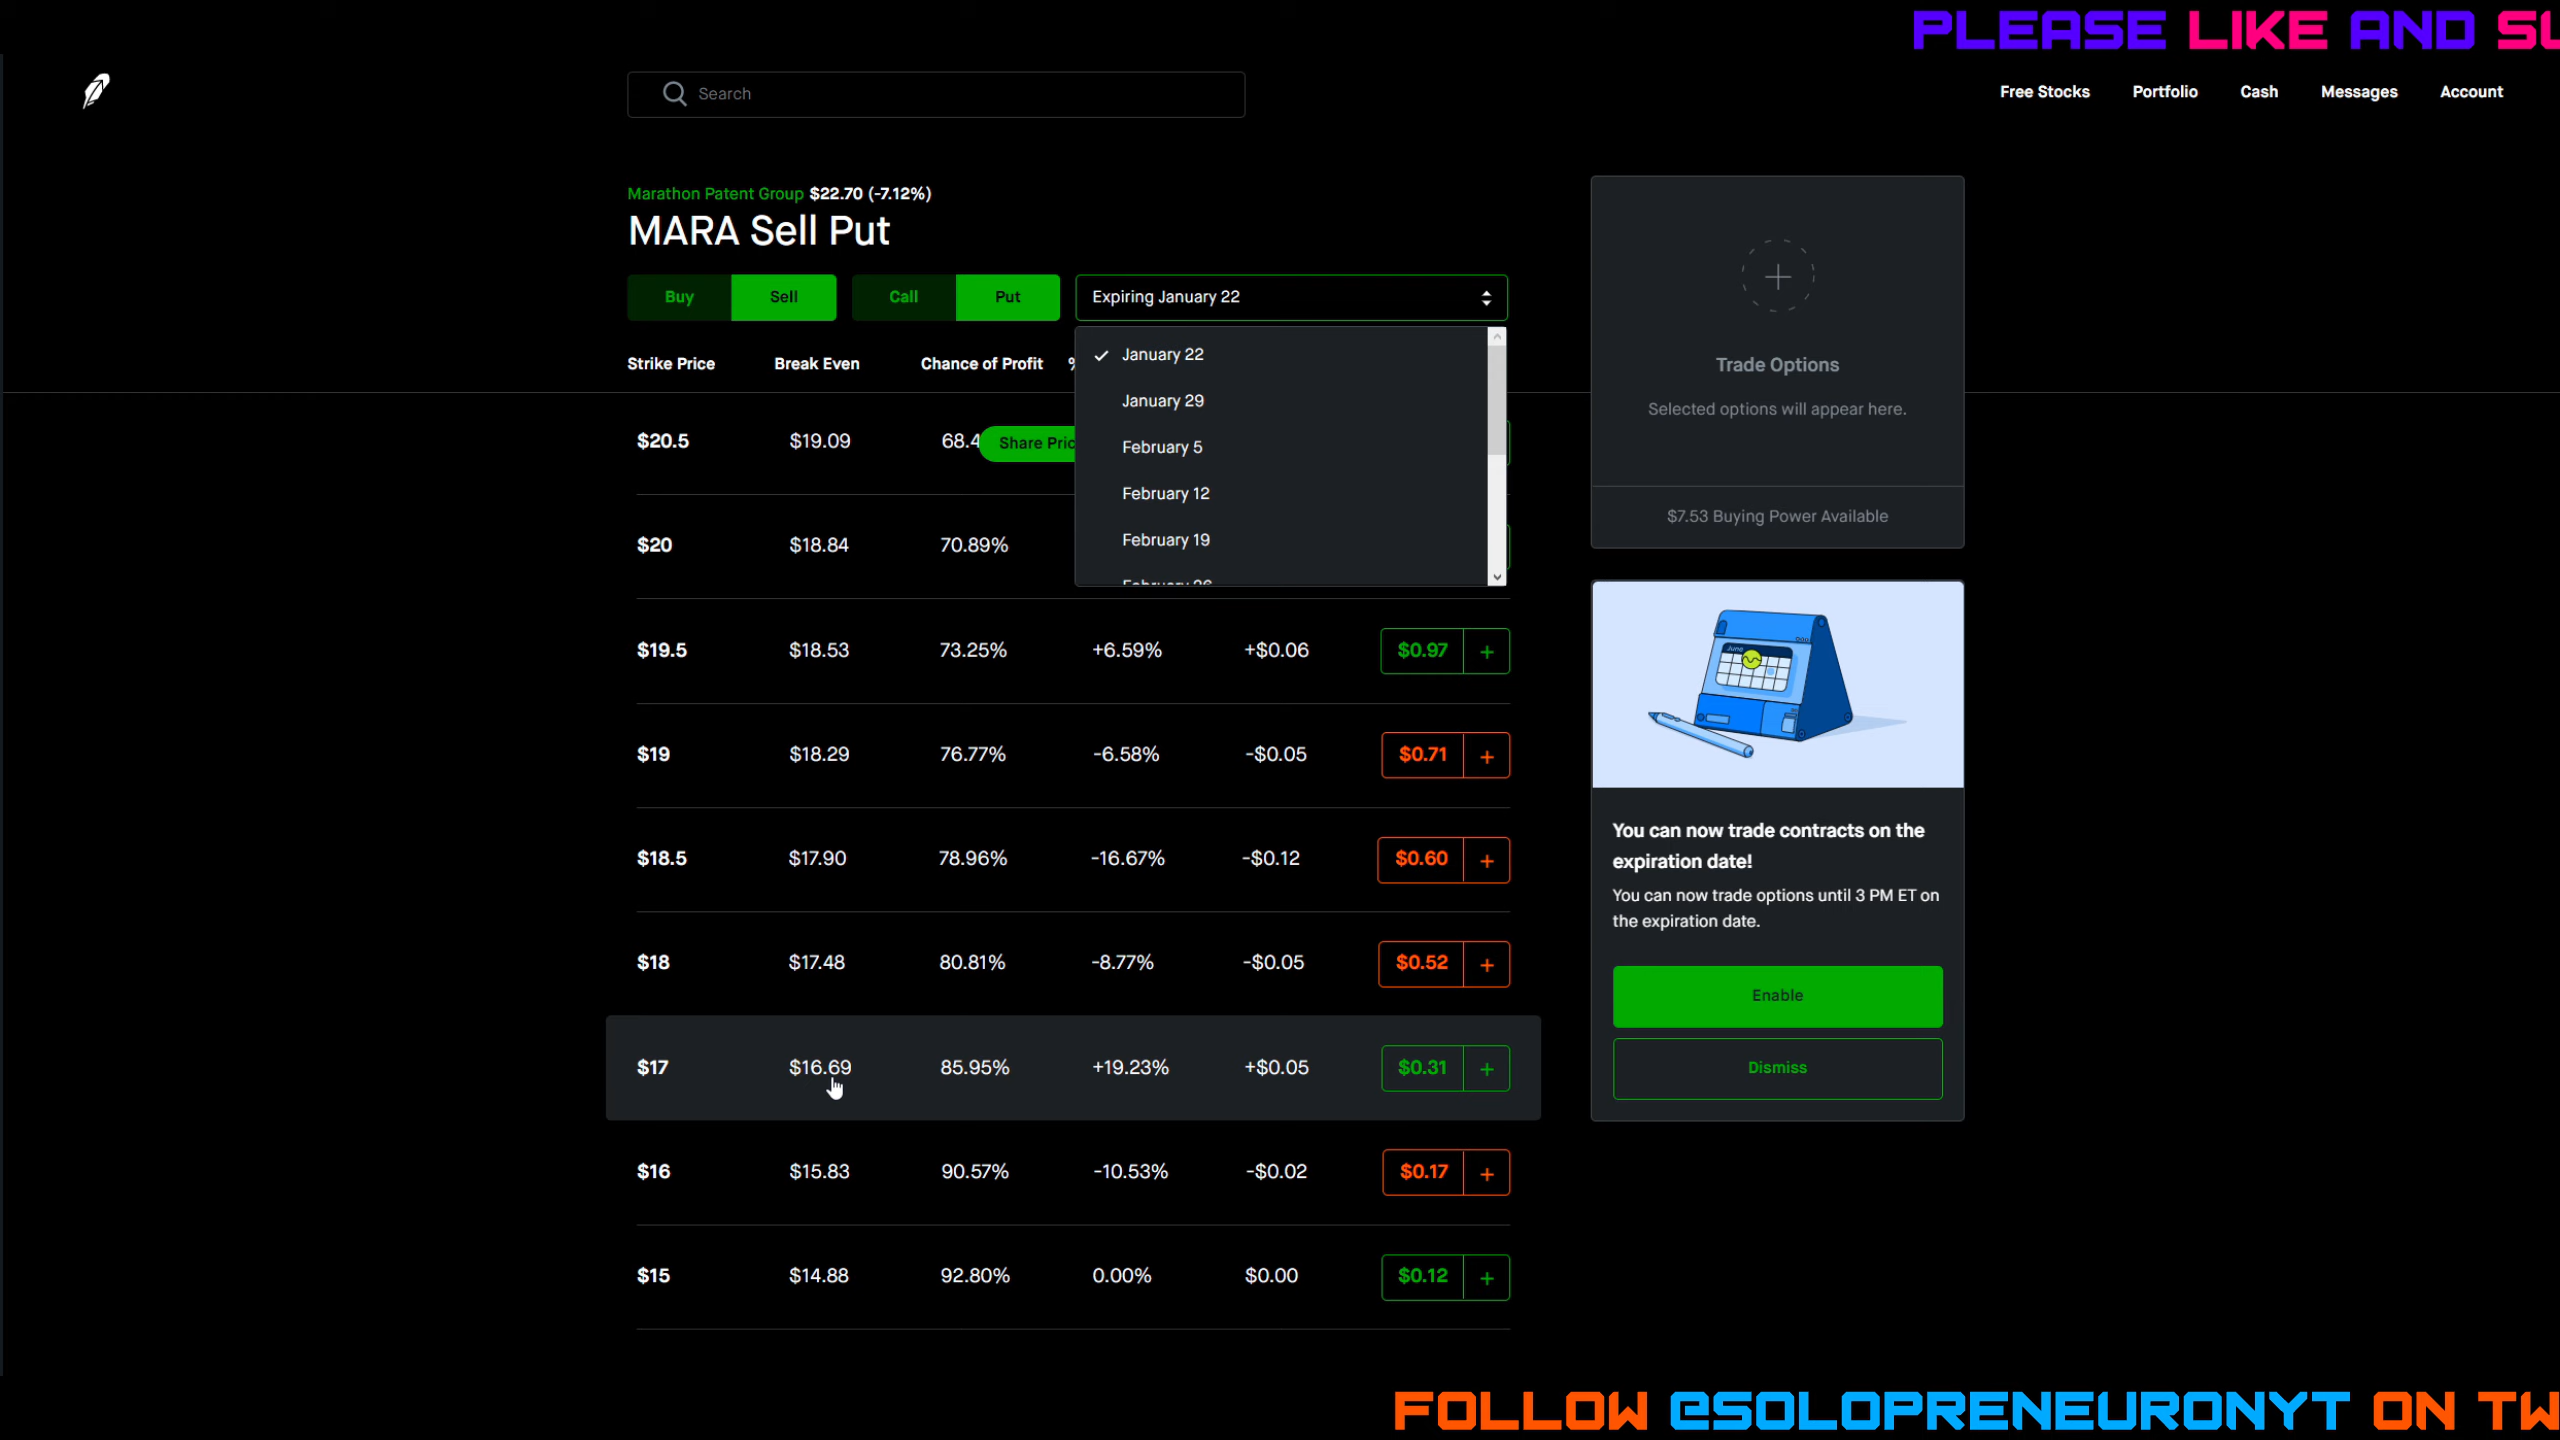 PLEASE LIKE AND
Search
Free Stocks Portfolio Cash Messages Account
Marathon Patent Group $22.70 (-7.12%)
MARA Sell Put
Buy Sell Call Put Expiring January 22
Strike Price Break Even Chance of Profit %
January 22
January 29
February 5
February 12
February 19
$20.5 $19.09 68.4
Share Pric
$20 $18.84 70.89%
$19.5 $18.53 73.25% +6.59% +$0.06 $0.97 +
$19 $18.29 76.77% -6.58% -$0.05 $0.71 +
$18.5 $17.90 78.96% -16.67% -$0.12 $0.60 +
$18 $17.48 80.81% -8.77% -$0.05 $0.52 +
$17 $16.69 85.95% +19.23% +$0.05 $0.31 +
$16 $15.83 90.57% -10.53% -$0.02 $0.17 +
$15 $14.88 92.80% 0.00% $0.00 $0.12 +
Trade Options
Selected options will appear here.
$7.53 Buying Power Available
June
You can now trade contracts on the
expiration date!
You can now trade options until 3 PM ET on
the expiration date.
Enable
Dismiss
FOLLOW @SOLOPRENEURONYT ON TW